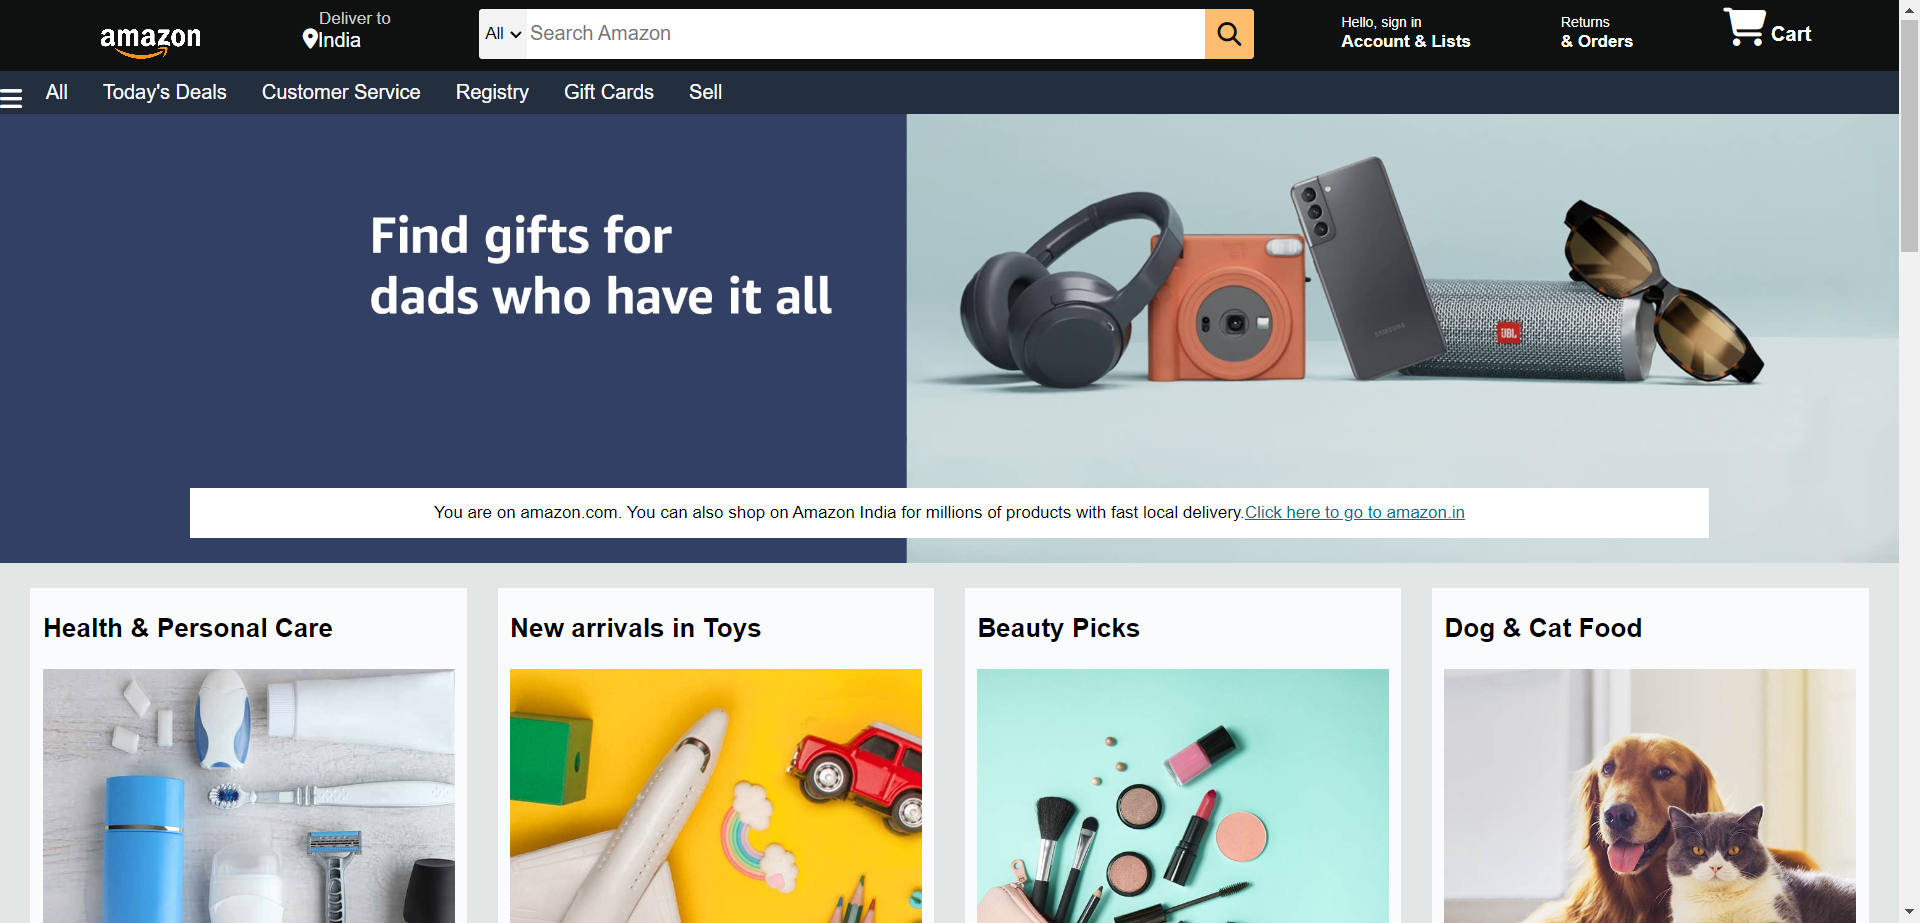 amazon
Deliver to
India
All
Search Amazon
Hello, sign in
Account & Lists
Returns
& Orders
Cart
All
Today's Deals
Customer Service
Registry
Gift Cards
Sell
Find gifts for
dads who have it all
SAMSUNG
JBL
You are on amazon.com. You can also shop on Amazon India for millions of products with fast local delivery.Click here to go to amazon.in
Health & Personal Care
New arrivals in Toys
Beauty Picks
Dog & Cat Food